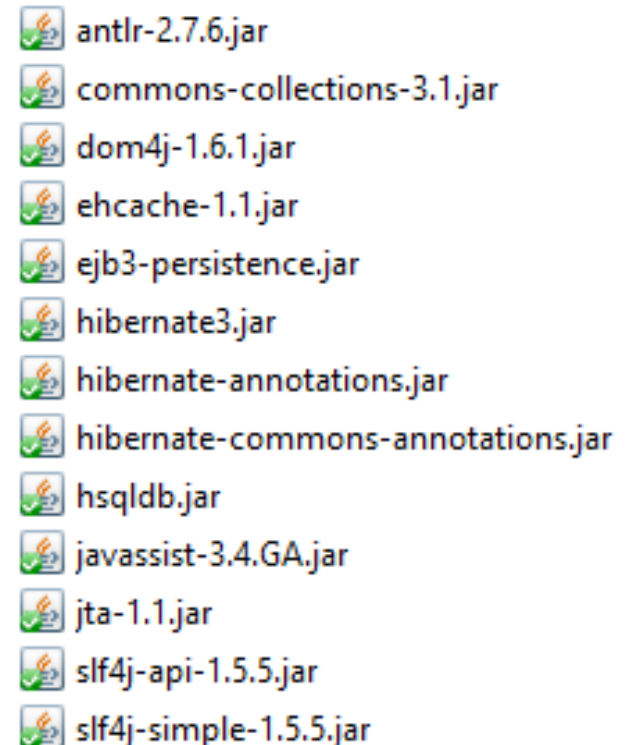 antlr-2.7.6.jar
commons-collections-3.1.jar
dom4j-1.6.1.jar
ehcache-1.1.jar
ejb3-persistence.jar
hibernate3.jar
hibernate-annotations.jar
hibernate-commons-annotations.jar
hsqldb.jar
javassist-3.4.GA.jar
jta-1.1.jar
slf4j-api-1.5.5.jar
slf4j-simple-1.5.5.jar